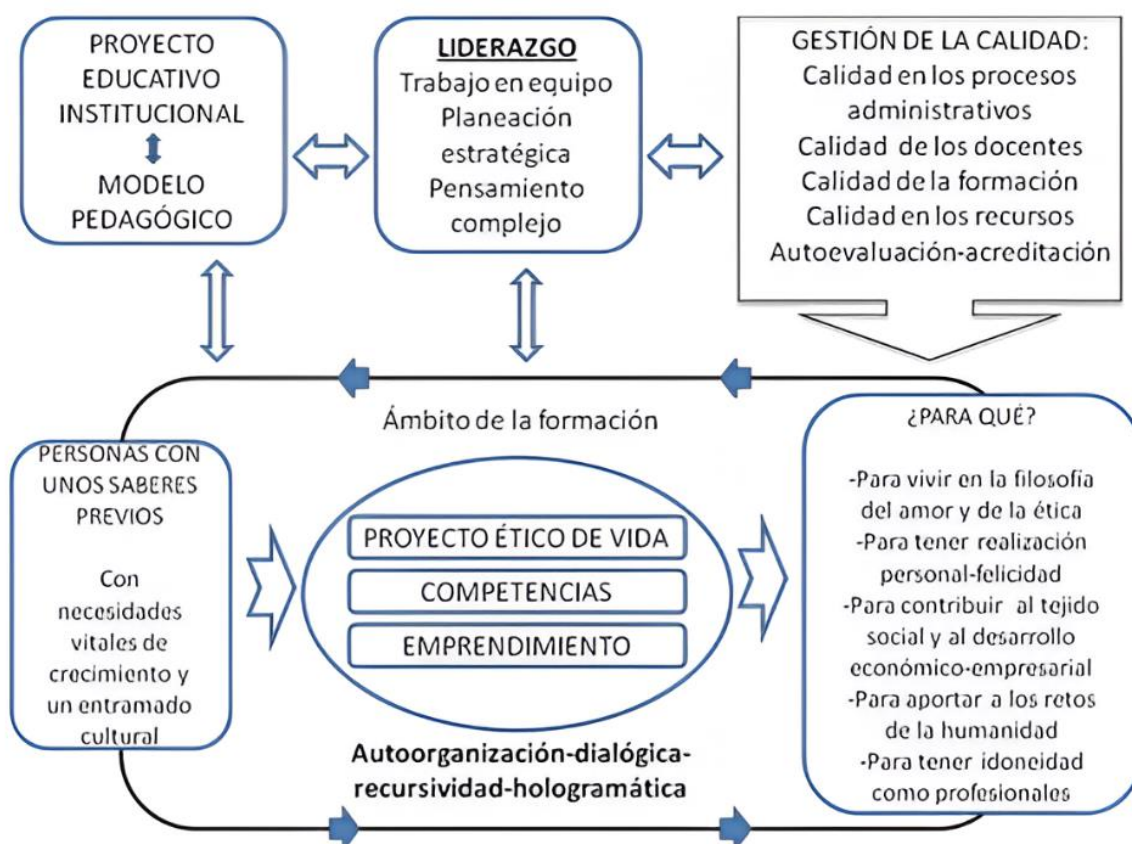 PROYECTO
EDUCATIVO
INSTITUCIONAL
MODELO
PEDAGÓGICO
LIDERAZGO
Trabajo en equipo
Planeación
estratégica
Pensamiento
complejo
GESTIÓN DE LA CALIDAD:
Calidad en los procesos
administrativos
Calidad de los docentes
Calidad de la formación
Calidad en los recursos
Autoevaluación-acreditación
Ámbito de la formación
PERSONAS CON
UNOS SABERES
PREVIOS
Con
necesidades
vitales de
crecimiento y
un entramado
cultural
PROYECTO ÉTICO DE VIDA
COMPETENCIAS
EMPRENDIMIENTO
Autoorganización-dialógica-
recursividad-hologramática
¿PARA QUÉ?
-Para vivir en la filosofía
del amor y de la ética
-Para tener realización
personal-felicidad
-Para contribuir al tejido
social y al desarrollo
económico-empresarial
-Para aportar a los retos
de la humanidad
-Para tener idoneidad
como profesionales